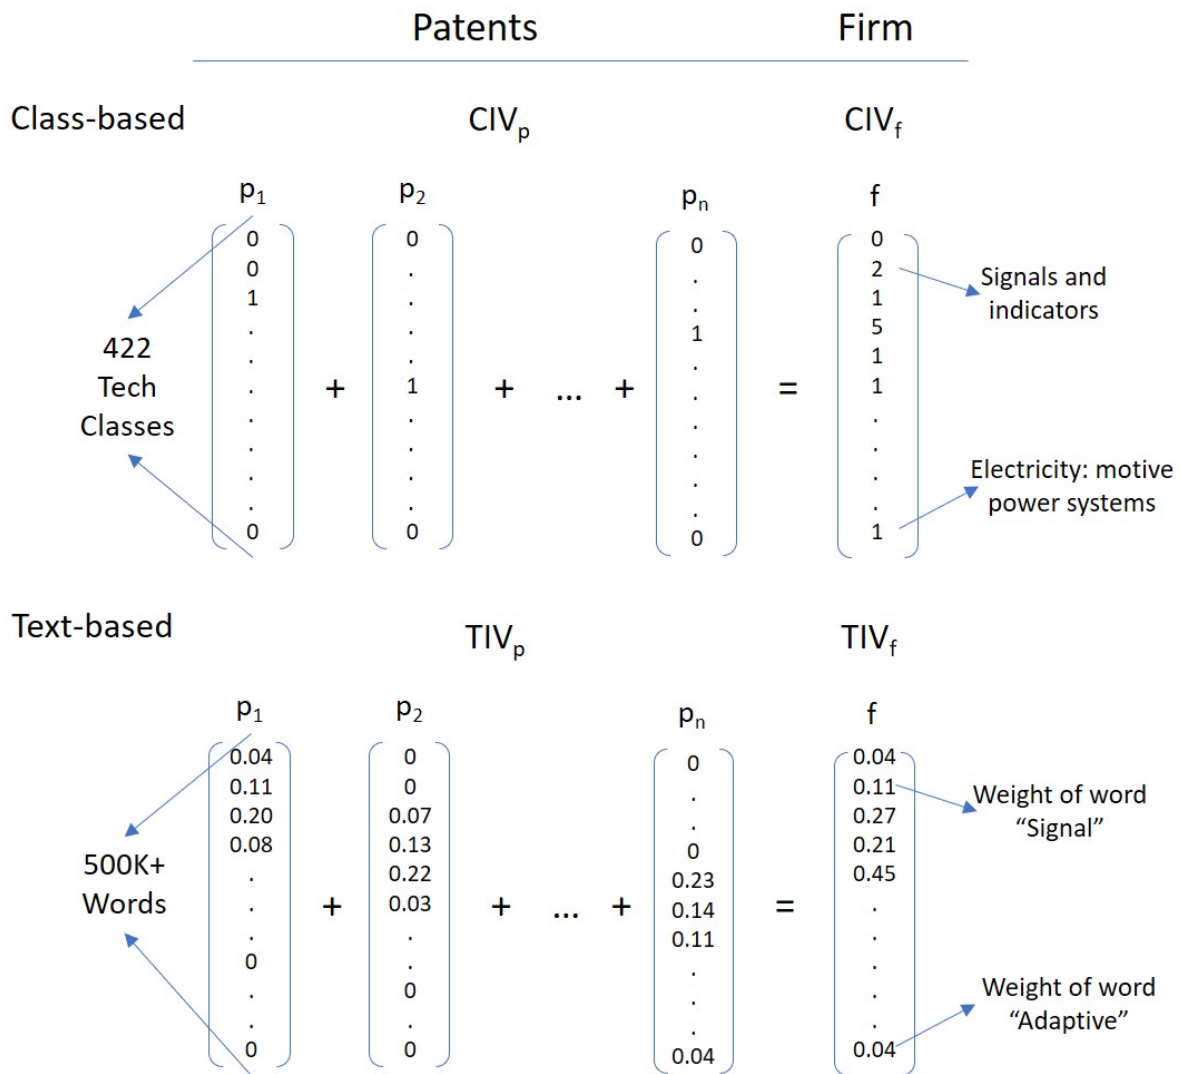 Patents Firm
Class-based CIVp CIVf
p1 p2 pn f
0 0 0 0
0 . . 2
1 . . 1
. . 1 5
. . . 1
. 1 . 1
. . . .
. . . .
. . . .
. . . .
0 0 0 1
422
Tech
Classes
+ + ... + =
Signals and
indicators
Electricity: motive
power systems
Text-based TIVp TIVf
p1 p2 pn f
0.04 0 0 0.04
0.11 0 . 0.11
0.20 0.07 . 0.27
0.08 0.13 0 0.21
. 0.22 0.23 0.45
. 0.03 0.14 .
. . 0.11 .
0 . . .
. 0 . .
. . . .
0 0 0.04 0.04
500K+
Words
+ + ... + =
Weight of word
“Signal”
Weight of word
“Adaptive”